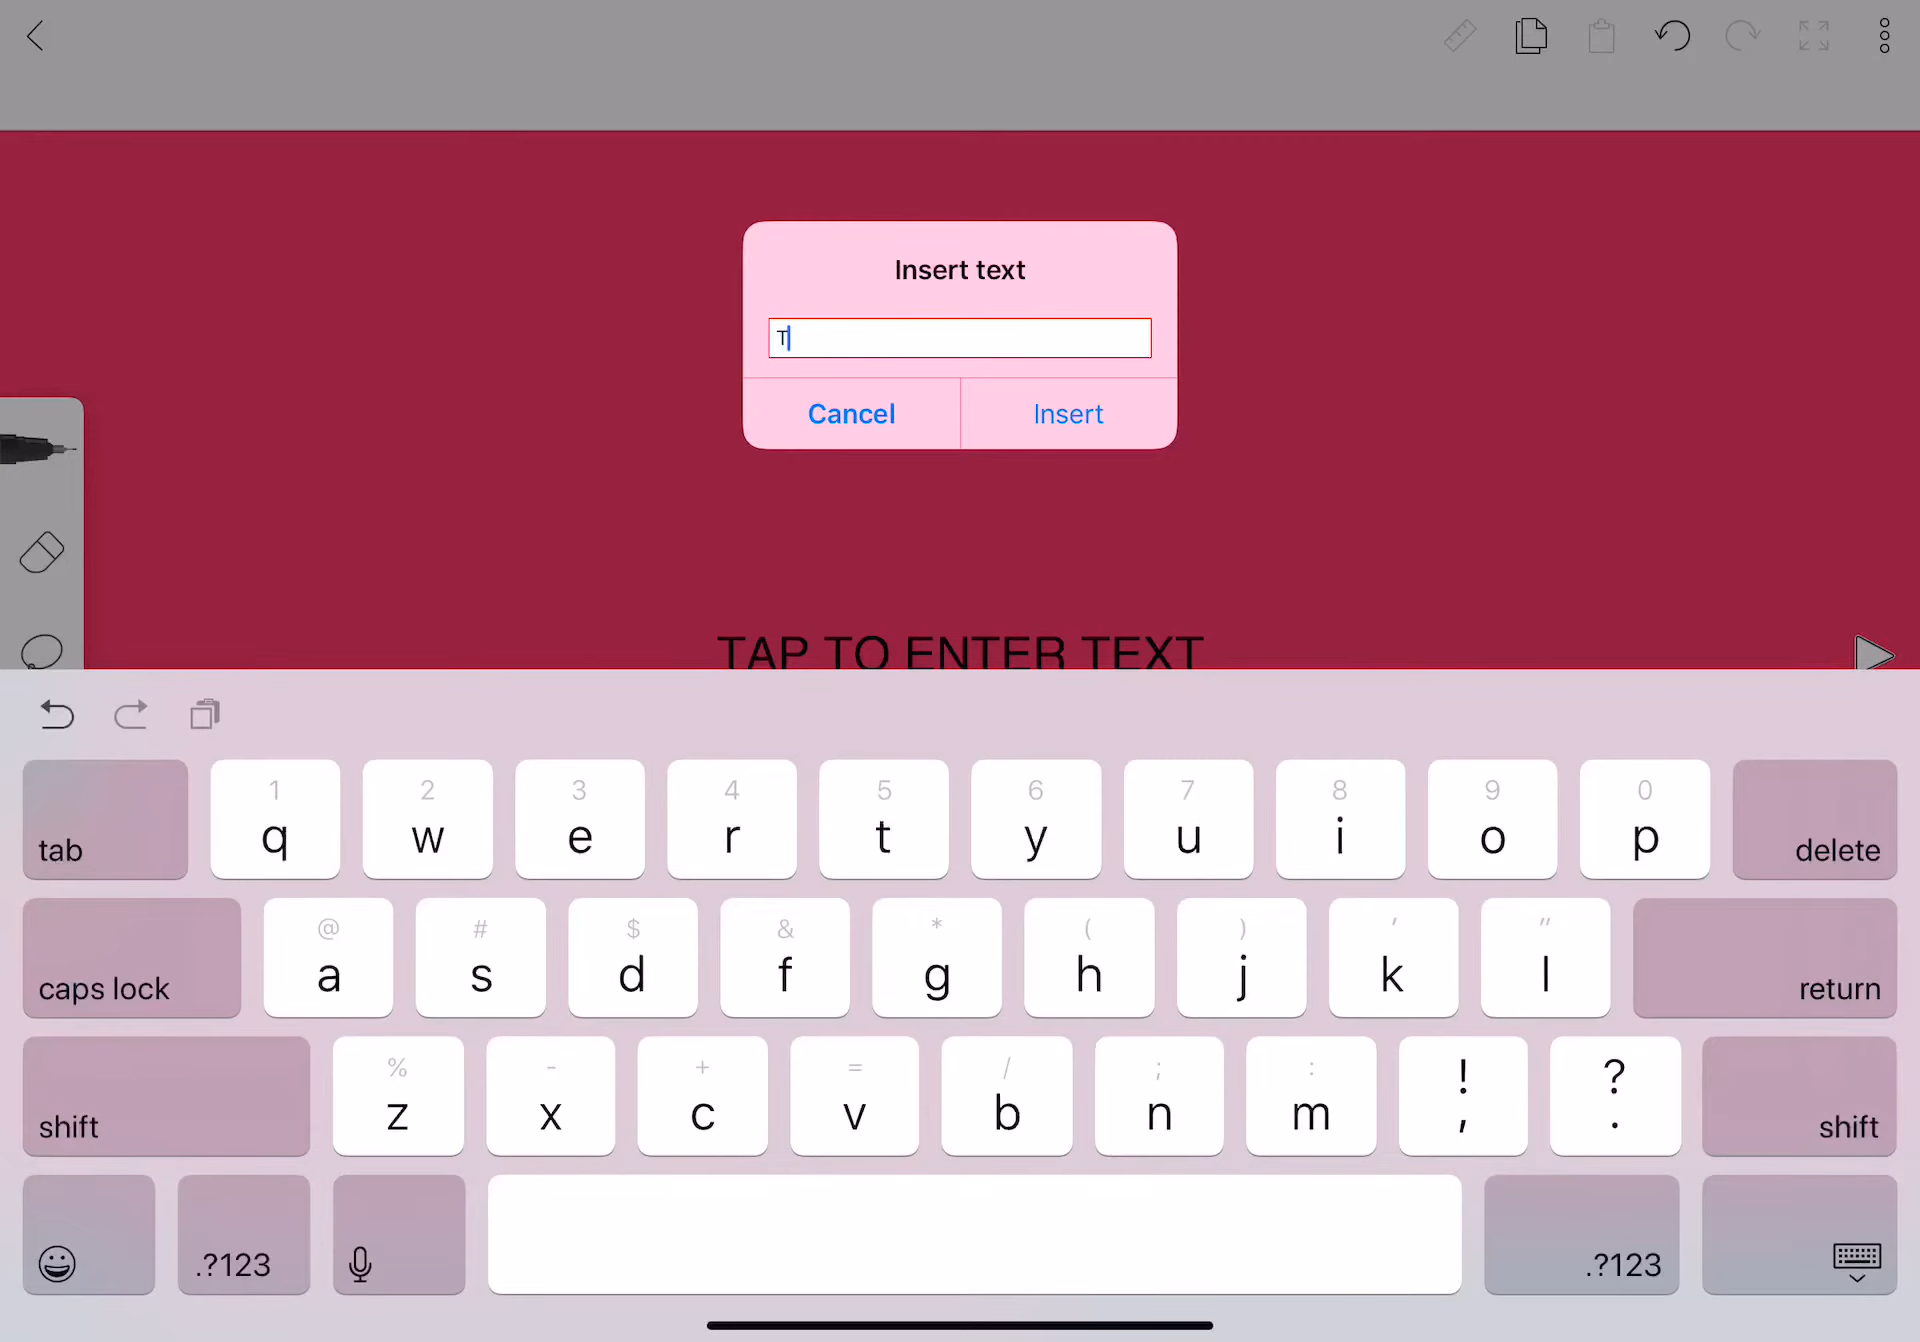 Insert text
T
Cancel Insert
TAP TO ENTER TEXT
1 2 3 4 5 6 7 8 9 0
tab q w e r t y u i o p delete
@ # $ & * ( ) ' "
caps lock a s d f g h j k l return
% - + = / ; : ! ?
shift z x c v b n m , . shift
.?123 .?123